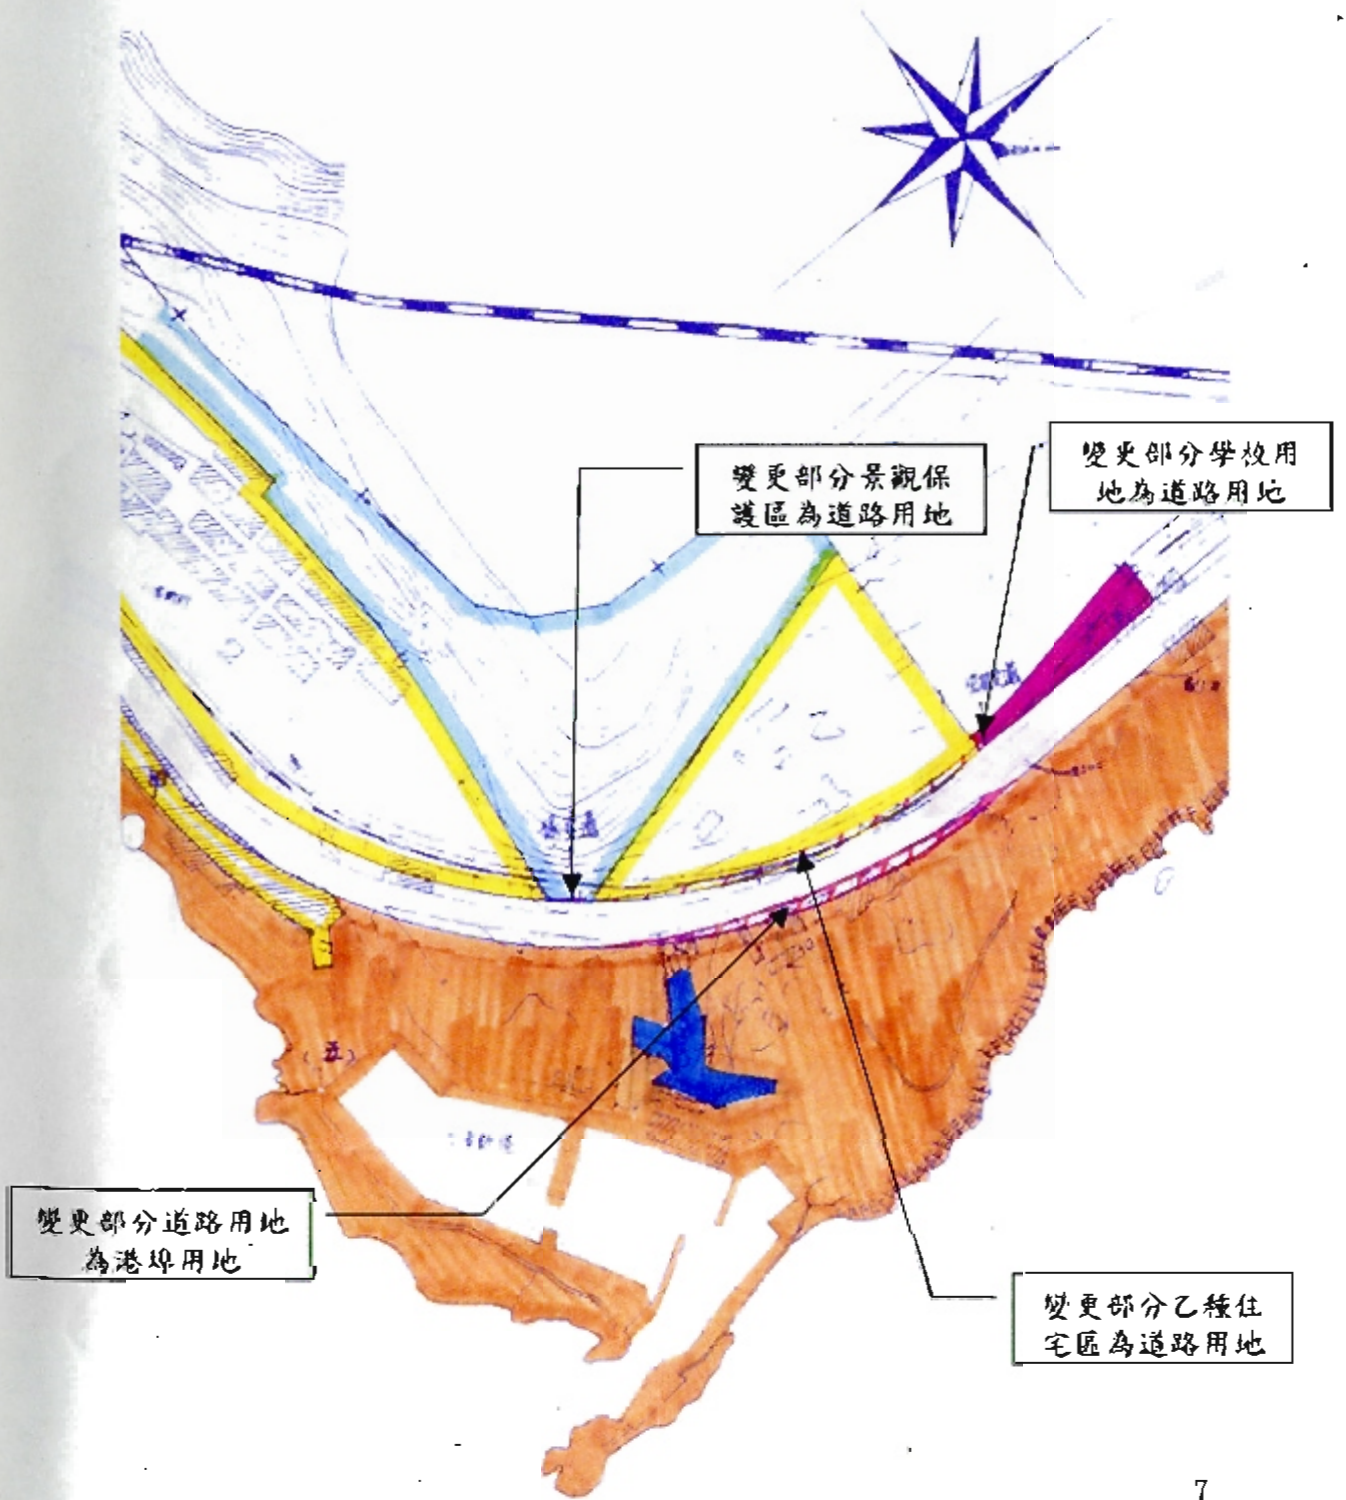 變更部分景觀保
護區為道路用地
變更部分學校用
地為道路用地
(五)
變更部分道路用地
為港埠用地
變更部分乙種住
宅區為道路用地
7